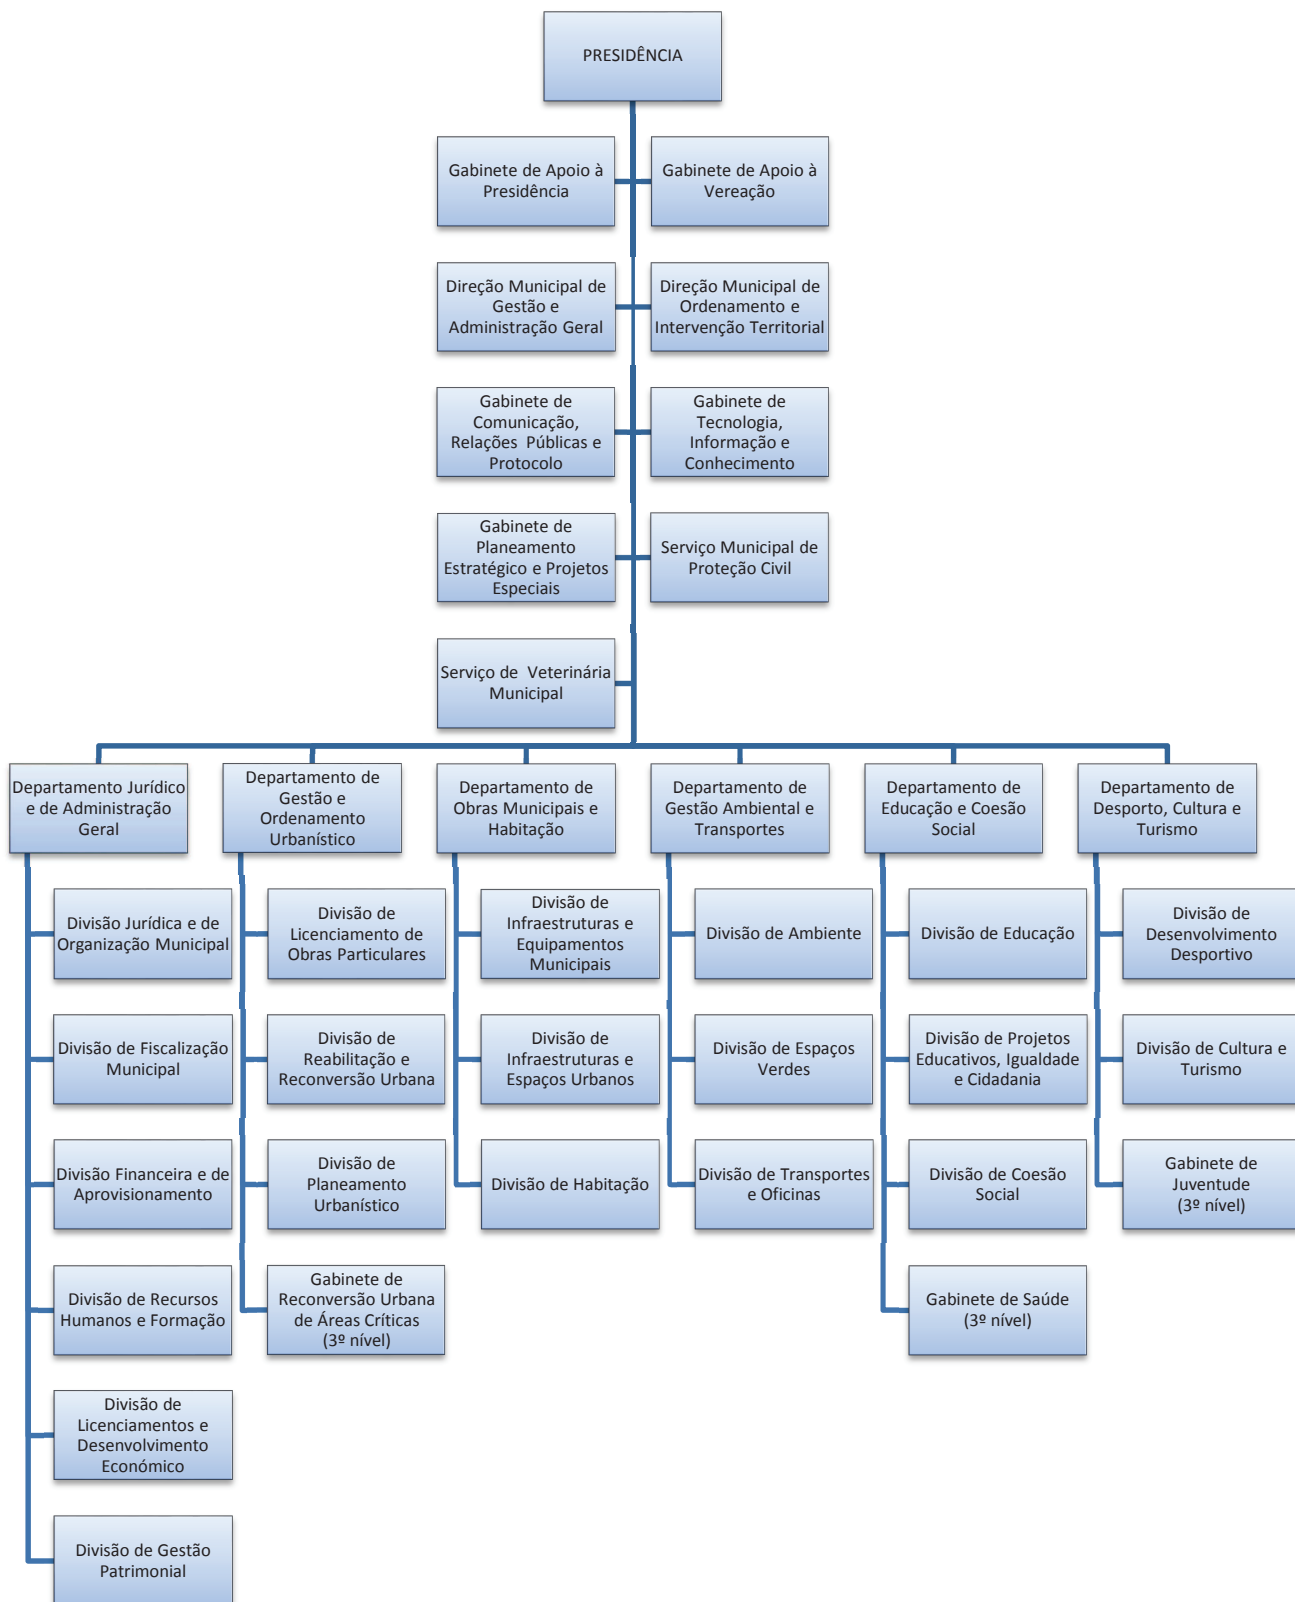 PRESIDÊNCIA
Gabinete de Apoio à
Presidência
Gabinete de Apoio à
Vereação
Direção Municipal de
Gestão e
Administração Geral
Direção Municipal de
Ordenamento e
Intervenção Territorial
Gabinete de
Comunicação,
Relações Públicas e
Protocolo
Gabinete de
Tecnologia,
Informação e
Conhecimento
Gabinete de
Planeamento
Estratégico e Projetos
Especiais
Serviço Municipal de
Proteção Civil
Serviço de Veterinária
Municipal
Departamento Jurídico
e de Administração
Geral
Divisão Jurídica e de
Organização Municipal
Divisão de Fiscalização
Municipal
Divisão Financeira e de
Aprovisionamento
Divisão de Recursos
Humanos e Formação
Divisão de
Licenciamentos e
Desenvolvimento
Económico
Divisão de Gestão
Patrimonial
Departamento de
Gestão e
Ordenamento
Urbanístico
Divisão de
Licenciamento de
Obras Particulares
Divisão de
Reabilitação e
Reconversão Urbana
Divisão de
Planeamento
Urbanístico
Gabinete de
Reconversão Urbana
de Áreas Críticas
(3º nível)
Departamento de
Obras Municipais e
Habitação
Divisão de
Infraestruturas e
Equipamentos
Municipais
Divisão de
Infraestruturas e
Espaços Urbanos
Divisão de Habitação
Departamento de
Gestão Ambiental e
Transportes
Divisão de Ambiente
Divisão de Espaços
Verdes
Divisão de Transportes
e Oficinas
Departamento de
Educação e Coesão
Social
Divisão de Educação
Divisão de Projetos
Educativos, Igualdade
e Cidadania
Divisão de Coesão
Social
Gabinete de Saúde
(3º nível)
Departamento de
Desporto, Cultura e
Turismo
Divisão de
Desenvolvimento
Desportivo
Divisão de Cultura e
Turismo
Gabinete de
Juventude
(3º nível)